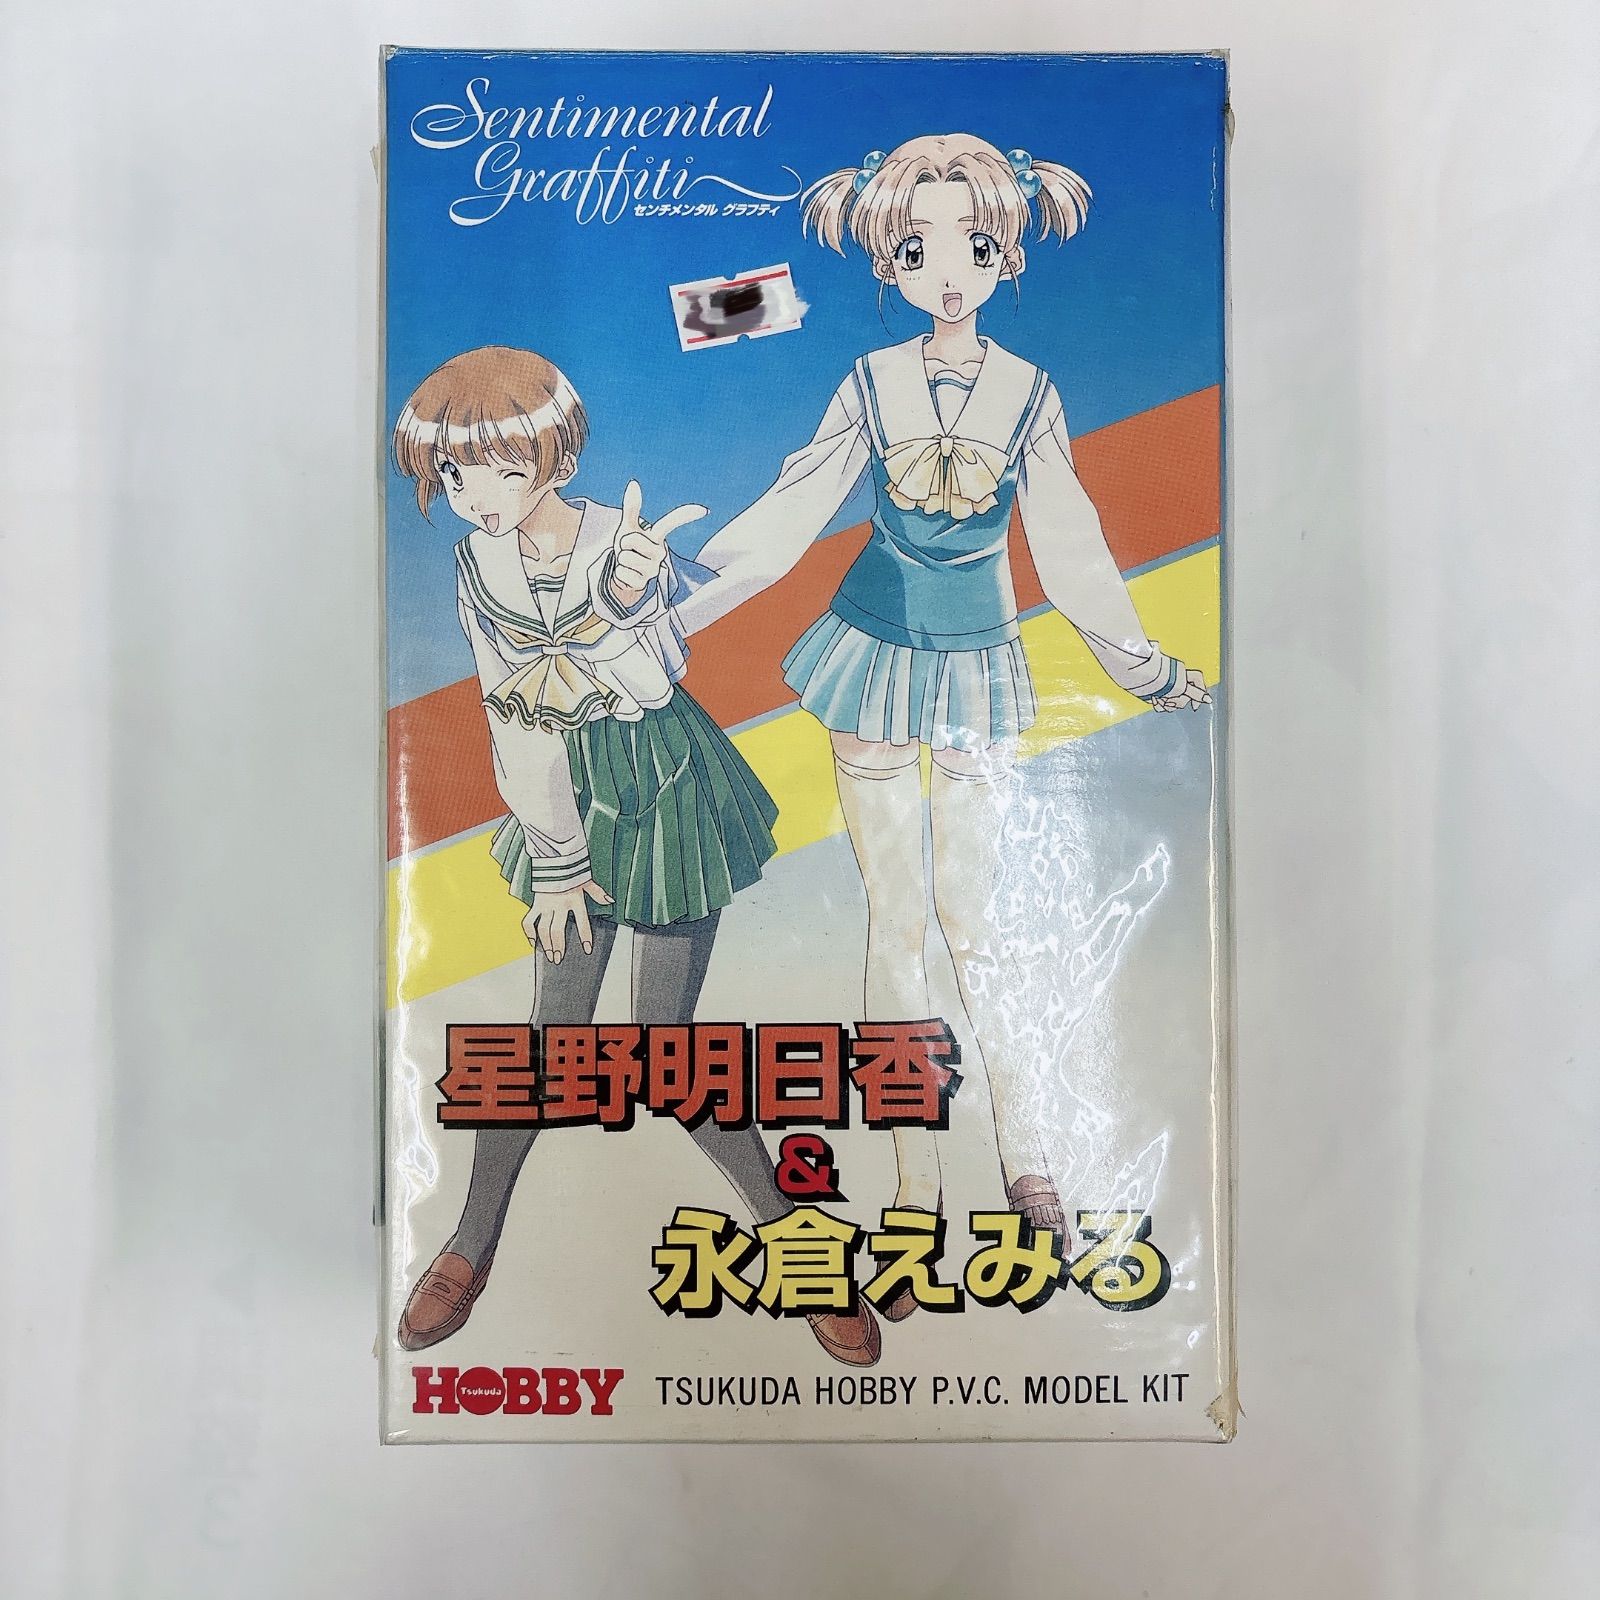 Sentimental
Graffiti
センチメンタル グラフティ
星野明日香
&
永倉えみる
HOBBY
Tsukuda
TSUKUDA HOBBY P.V.C. MODEL KIT